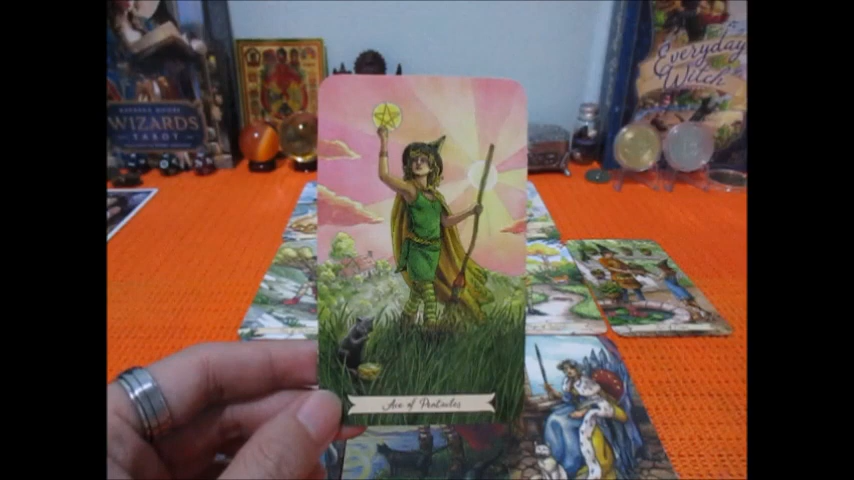 Everyday
Witch
WIZARDS
TAROT
Ace of Pentacles